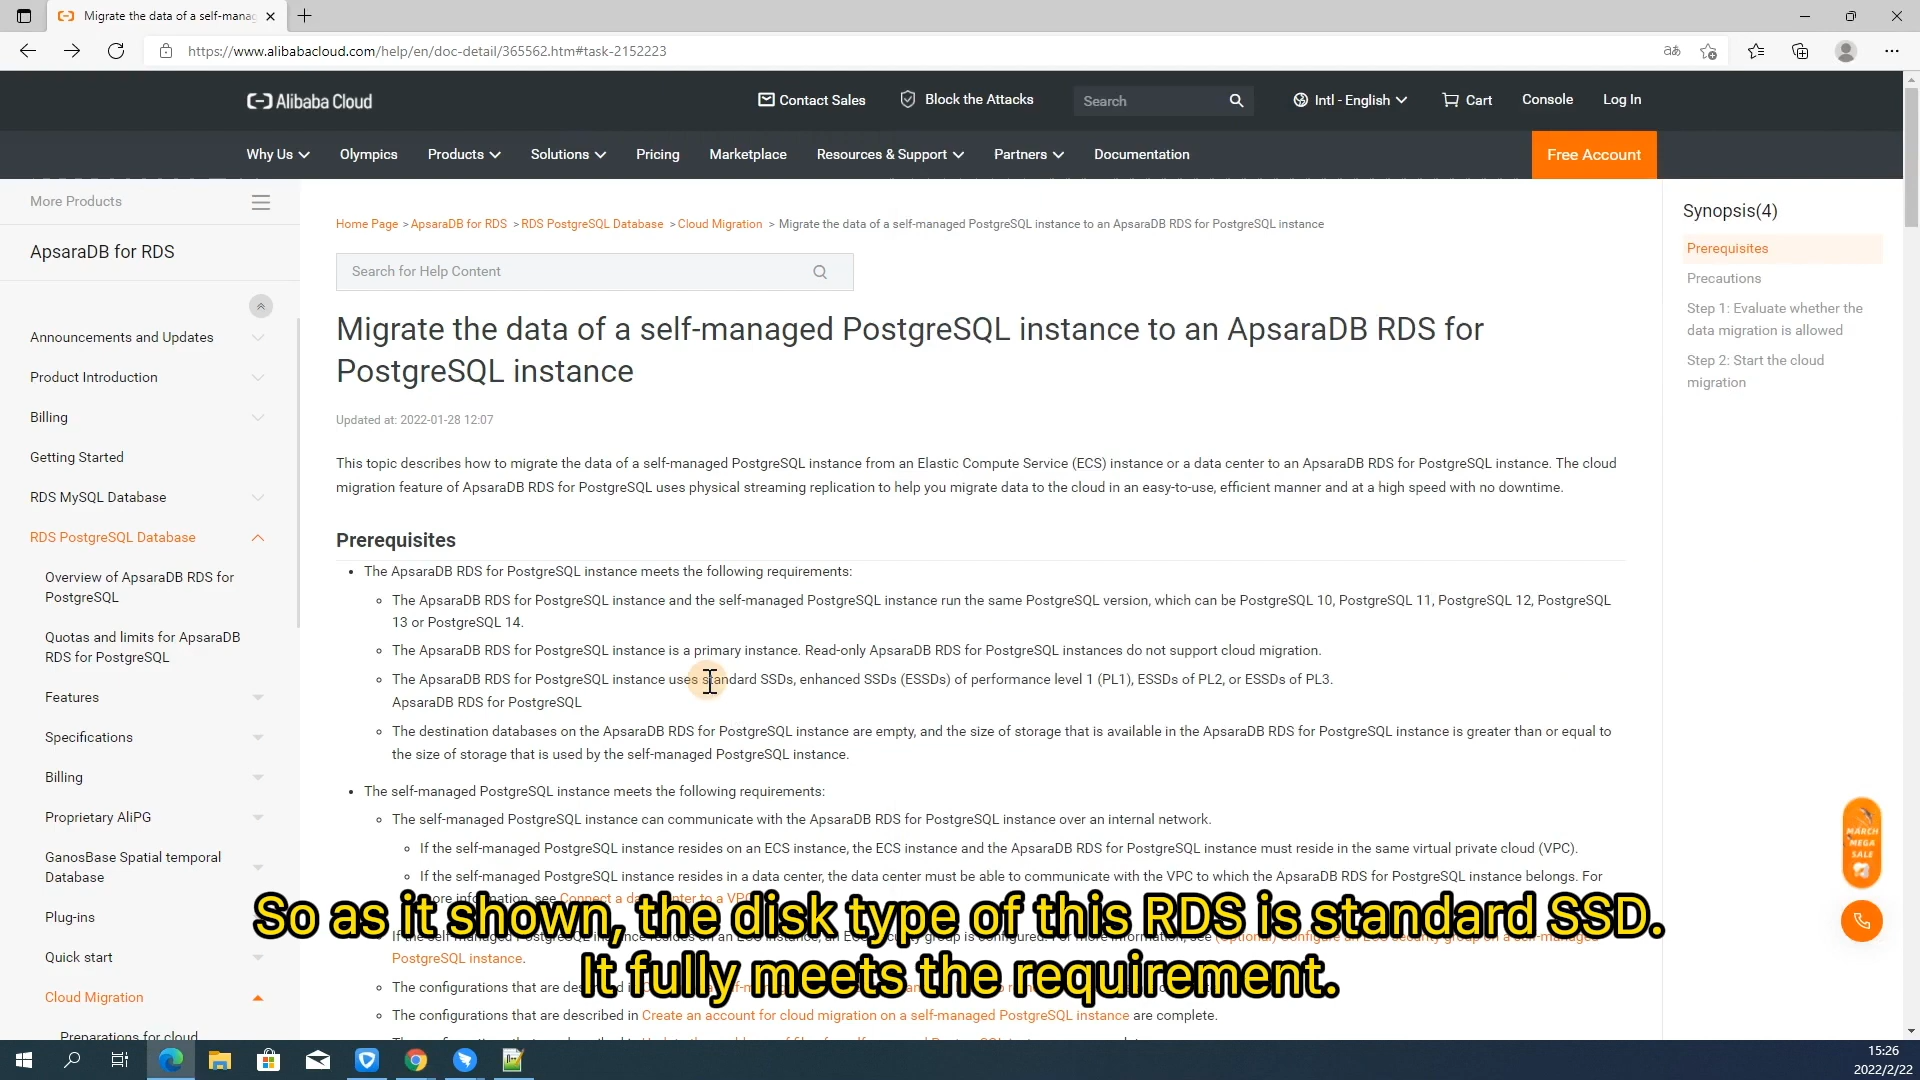 Migrate the data of a self-manag
https://www.alibabacloud.com/help/en/doc-detail/365562.htm#task-2152223
Alibaba Cloud
Contact Sales
Block the Attacks
Search
Intl - English
Cart
Console
Log In
Why Us
Olympics
Products
Solutions
Pricing
Marketplace
Resources & Support
Partners
Documentation
Free Account
More Products
ApsaraDB for RDS
Announcements and Updates
Product Introduction
Billing
Getting Started
RDS MySQL Database
RDS PostgreSQL Database
Overview of ApsaraDB RDS for
PostgreSQL
Quotas and limits for ApsaraDB
RDS for PostgreSQL
Features
Specifications
Billing
Proprietary AliPG
GanosBase Spatial temporal
Database
Plug-ins
Quick start
Cloud Migration
Preparations for cloud
Home Page > ApsaraDB for RDS > RDS PostgreSQL Database > Cloud Migration > Migrate the data of a self-managed PostgreSQL instance to an ApsaraDB RDS for PostgreSQL instance
Search for Help Content
Migrate the data of a self-managed PostgreSQL instance to an ApsaraDB RDS for
PostgreSQL instance
Updated at: 2022-01-28 12:07
This topic describes how to migrate the data of a self-managed PostgreSQL instance from an Elastic Compute Service (ECS) instance or a data center to an ApsaraDB RDS for PostgreSQL instance. The cloud
migration feature of ApsaraDB RDS for PostgreSQL uses physical streaming replication to help you migrate data to the cloud in an easy-to-use, efficient manner and at a high speed with no downtime.
Prerequisites
The ApsaraDB RDS for PostgreSQL instance meets the following requirements:
The ApsaraDB RDS for PostgreSQL instance and the self-managed PostgreSQL instance run the same PostgreSQL version, which can be PostgreSQL 10, PostgreSQL 11, PostgreSQL 12, PostgreSQL
13 or PostgreSQL 14.
The ApsaraDB RDS for PostgreSQL instance is a primary instance. Read-only ApsaraDB RDS for PostgreSQL instances do not support cloud migration.
The ApsaraDB RDS for PostgreSQL instance uses standard SSDs, enhanced SSDs (ESSDs) of performance level 1 (PL1), ESSDs of PL2, or ESSDs of PL3.
ApsaraDB RDS for PostgreSQL
The destination databases on the ApsaraDB RDS for PostgreSQL instance are empty, and the size of storage that is available in the ApsaraDB RDS for PostgreSQL instance is greater than or equal to
the size of storage that is used by the self-managed PostgreSQL instance.
The self-managed PostgreSQL instance meets the following requirements:
The self-managed PostgreSQL instance can communicate with the ApsaraDB RDS for PostgreSQL instance over an internal network.
If the self-managed PostgreSQL instance resides on an ECS instance, the ECS instance and the ApsaraDB RDS for PostgreSQL instance must reside in the same virtual private cloud (VPC).
If the self-managed PostgreSQL instance resides in a data center, the data center must be able to communicate with the VPC to which the ApsaraDB RDS for PostgreSQL instance belongs. For
PostgreSQL instance.
The configurations that are
The configurations that are described in Create an account for cloud migration on a self-managed PostgreSQL instance are complete.
So as it shown, the disk type of this RDS is standard SSD.
It fully meets the requirement.
Synopsis(4)
Prerequisites
Precautions
Step 1: Evaluate whether the
data migration is allowed
Step 2: Start the cloud
migration
MARCH
MEGA
SALE
15:26
2022/2/22